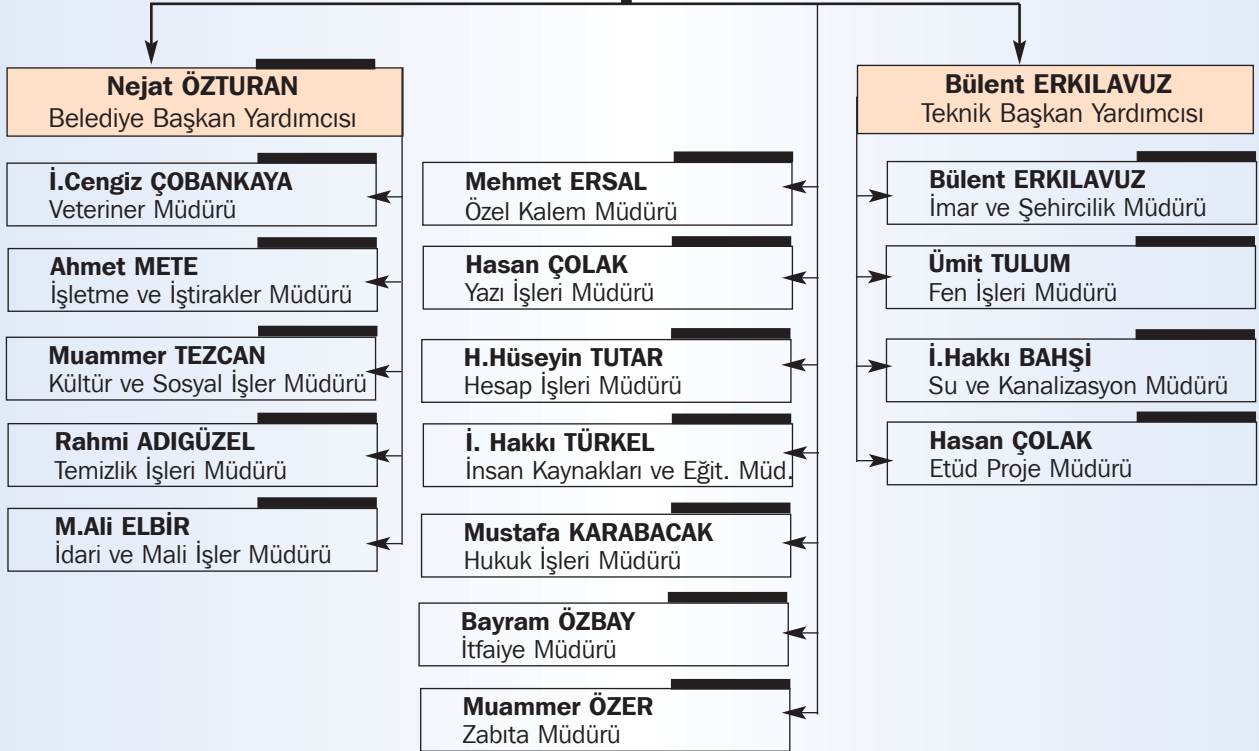 Nejat ÖZTURAN
Belediye Başkan Yardımcısı
Bülent ERKILAVUZ
Teknik Başkan Yardımcısı
İ.Cengiz ÇOBANKAYA
Veteriner Müdürü
Ahmet METE
İşletme ve İştirakler Müdürü
Muammer TEZCAN
Kültür ve Sosyal İşler Müdürü
Rahmi ADIGÜZEL
Temizlik İşleri Müdürü
M.Ali ELBİR
İdari ve Mali İşler Müdürü
Mehmet ERSAL
Özel Kalem Müdürü
Hasan ÇOLAK
Yazı İşleri Müdürü
H.Hüseyin TUTAR
Hesap İşleri Müdürü
İ. Hakkı TÜRKEL
İnsan Kaynakları ve Eğit. Müd.
Mustafa KARABACAK
Hukuk İşleri Müdürü
Bayram ÖZBAY
İtfaiye Müdürü
Muammer ÖZER
Zabıta Müdürü
Bülent ERKILAVUZ
İmar ve Şehircilik Müdürü
Ümit TULUM
Fen İşleri Müdürü
İ.Hakkı BAHŞİ
Su ve Kanalizasyon Müdürü
Hasan ÇOLAK
Etüd Proje Müdürü